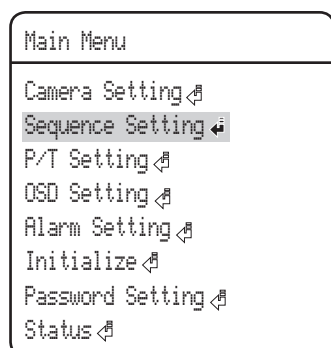 Main Menu
Camera Setting
Sequence Setting
P/T Setting
OSD Setting
Alarm Setting
Initialize
Password Setting
Status